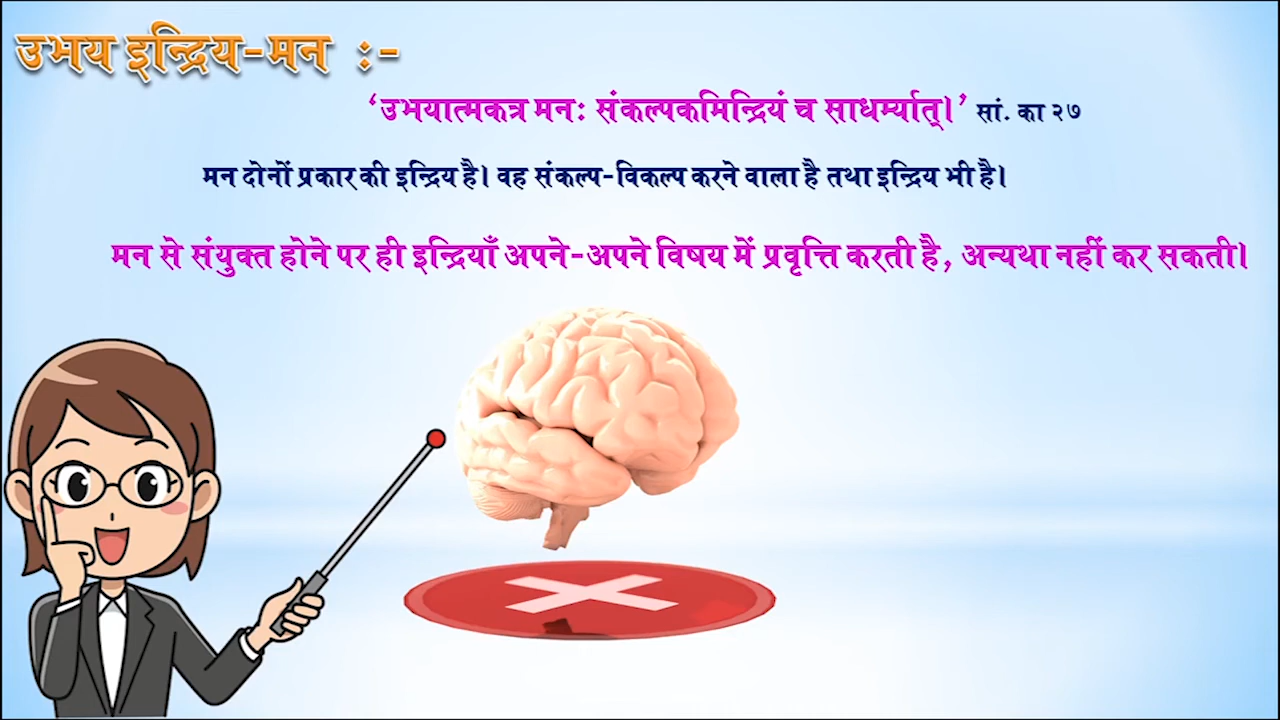 उभय इन्द्रिय-मन :-
‘उभयात्मकत्र मनः संकल्पकमिन्द्रियं च साधर्म्यात्।’ सां. का २७
मन दोनों प्रकार की इन्द्रिय है। वह संकल्प-विकल्प करने वाला है तथा इन्द्रिय भी है।
मन से संयुक्त होने पर ही इन्द्रियाँ अपने-अपने विषय में प्रवृत्ति करती है, अन्यथा नहीं कर सकती।